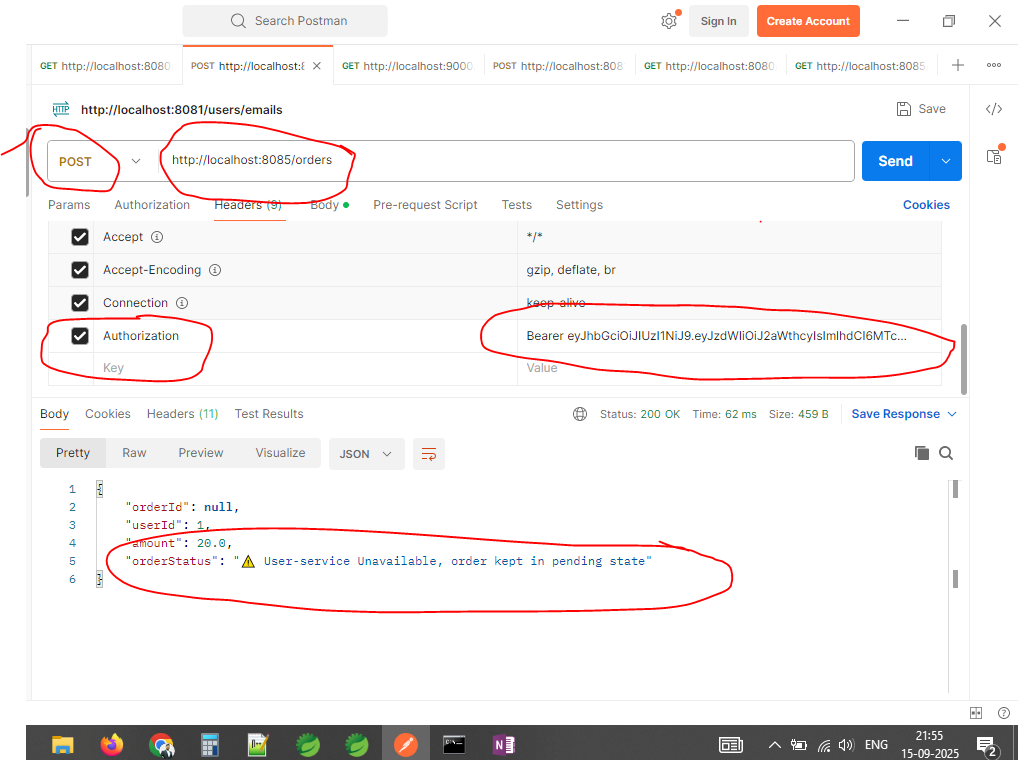 Search Postman
Sign In
Create Account
GET http://localhost:8080
POST http://localhost:8
GET http://localhost:9000
POST http://localhost:808
GET http://localhost:8080
GET http://localhost:8085
HTTP http://localhost:8081/users/emails
Save
POST
http://localhost:8085/orders
Send
Params
Authorization
Headers (9)
Body
Pre-request Script
Tests
Settings
Cookies
Accept
*/*
Accept-Encoding
gzip, deflate, br
Connection
keep-alive
Authorization
Bearer eyJhbGciOiJIUzI1NiJ9.eyJzdWIiOiJ2aWthcyIsImlhdCI6MTc...
Key
Value
Body
Cookies
Headers (11)
Test Results
Status: 200 OK
Time: 62 ms
Size: 459 B
Save Response
Pretty
Raw
Preview
Visualize
JSON
1 {
2 "orderId": null,
3 "userId": 1,
4 "amount": 20.0,
5 "orderStatus": "⚠ User-service Unavailable, order kept in pending state"
6 }
N
ENG
21:55
15-09-2025
2